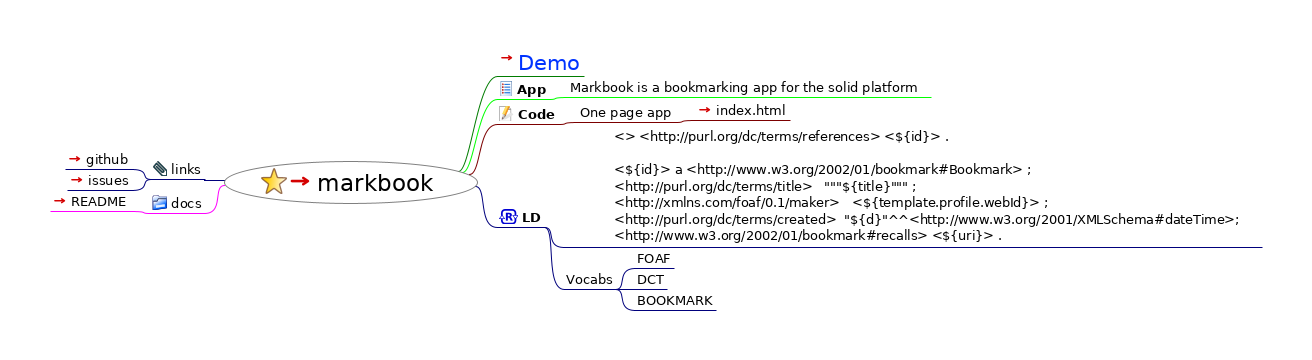 markbook
Demo
App
Markbook is a bookmarking app for the solid platform
Code
One page app
index.html
LD
<> <http://purl.org/dc/terms/references> <${id}> .
<${id}> a <http://www.w3.org/2002/01/bookmark#Bookmark> ;
<http://purl.org/dc/terms/title>   """${title}""" ;
<http://xmlns.com/foaf/0.1/maker>   <${template.profile.webId}> ;
<http://purl.org/dc/terms/created>  "${d}"^^<http://www.w3.org/2001/XMLSchema#dateTime>;
<http://www.w3.org/2002/01/bookmark#recalls> <${uri}> .
Vocabs
FOAF
DCT
BOOKMARK
links
github
issues
docs
README